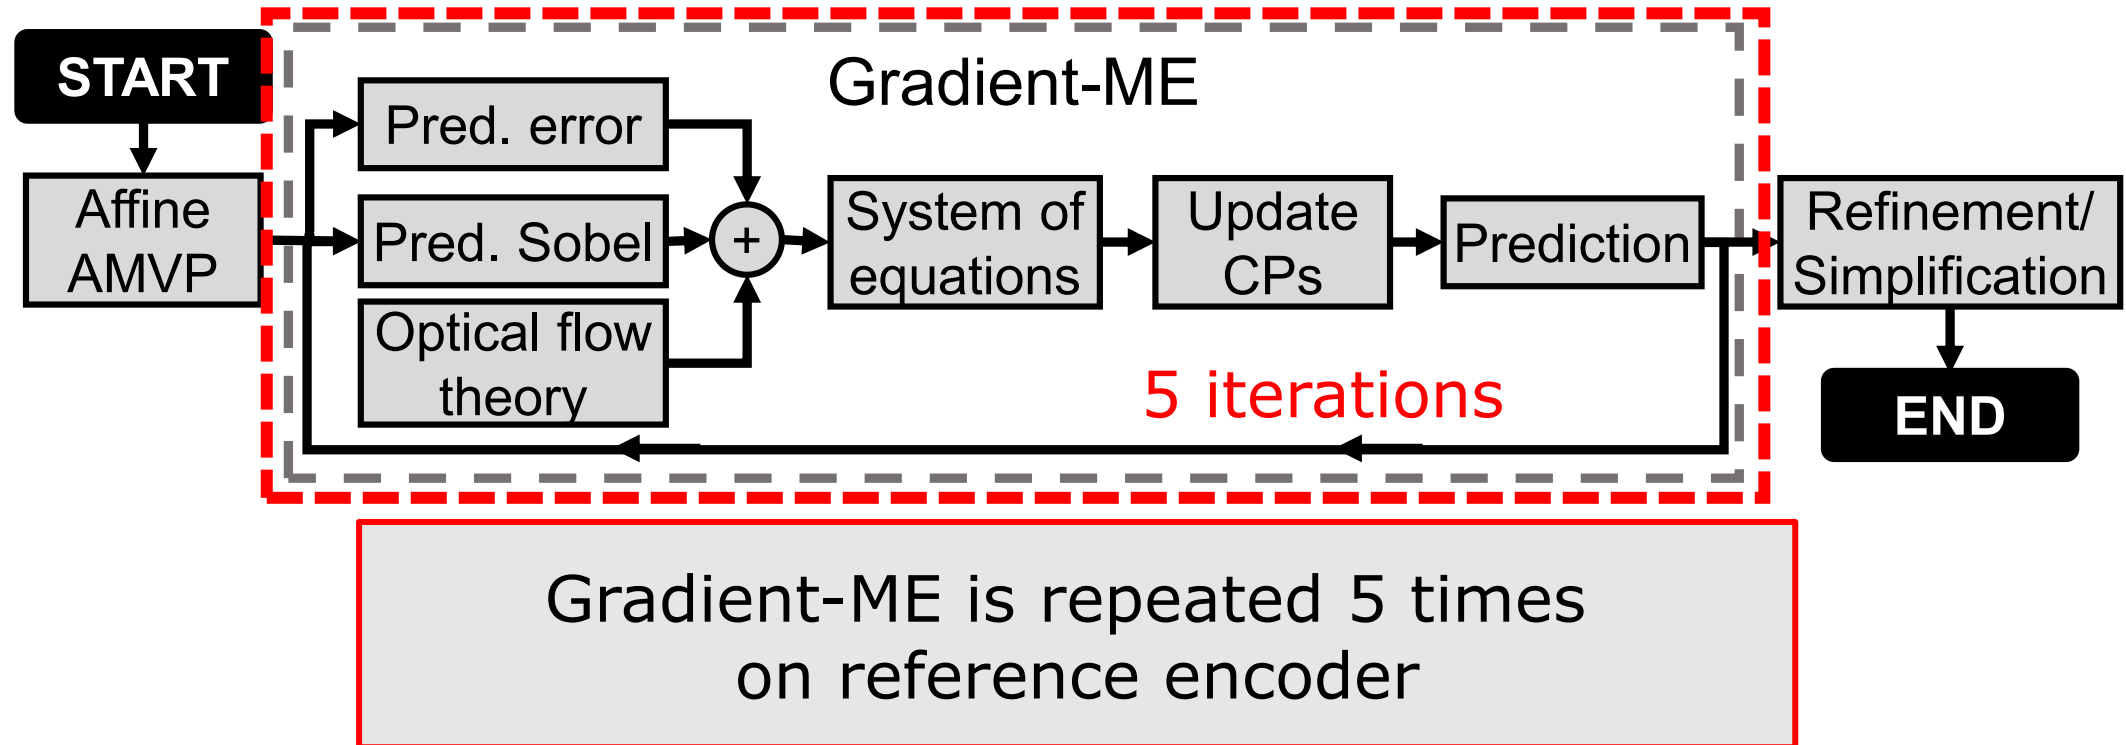 START
Affine
AMVP
Gradient-ME
Pred. error
Pred. Sobel
Optical flow
theory
+
System of
equations
Update
CPs
Prediction
5 iterations
Refinement/
Simplification
END
Gradient-ME is repeated 5 times
on reference encoder